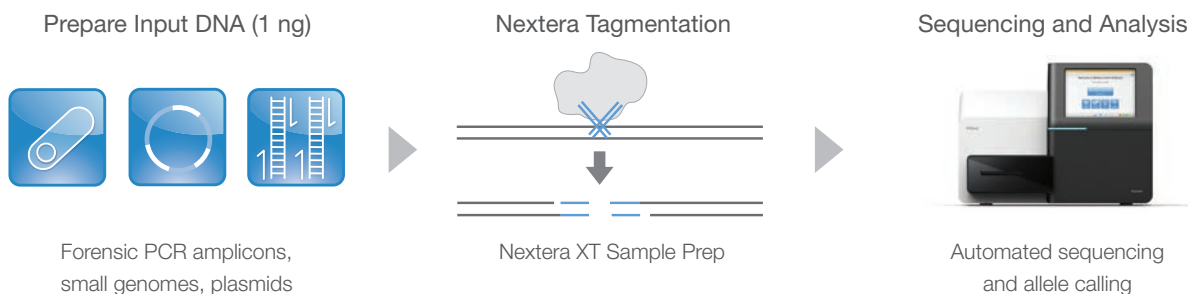 Prepare Input DNA (1 ng)
Forensic PCR amplicons,
small genomes, plasmids
Nextera Tagmentation
Nextera XT Sample Prep
Sequencing and Analysis
Automated sequencing
and allele calling